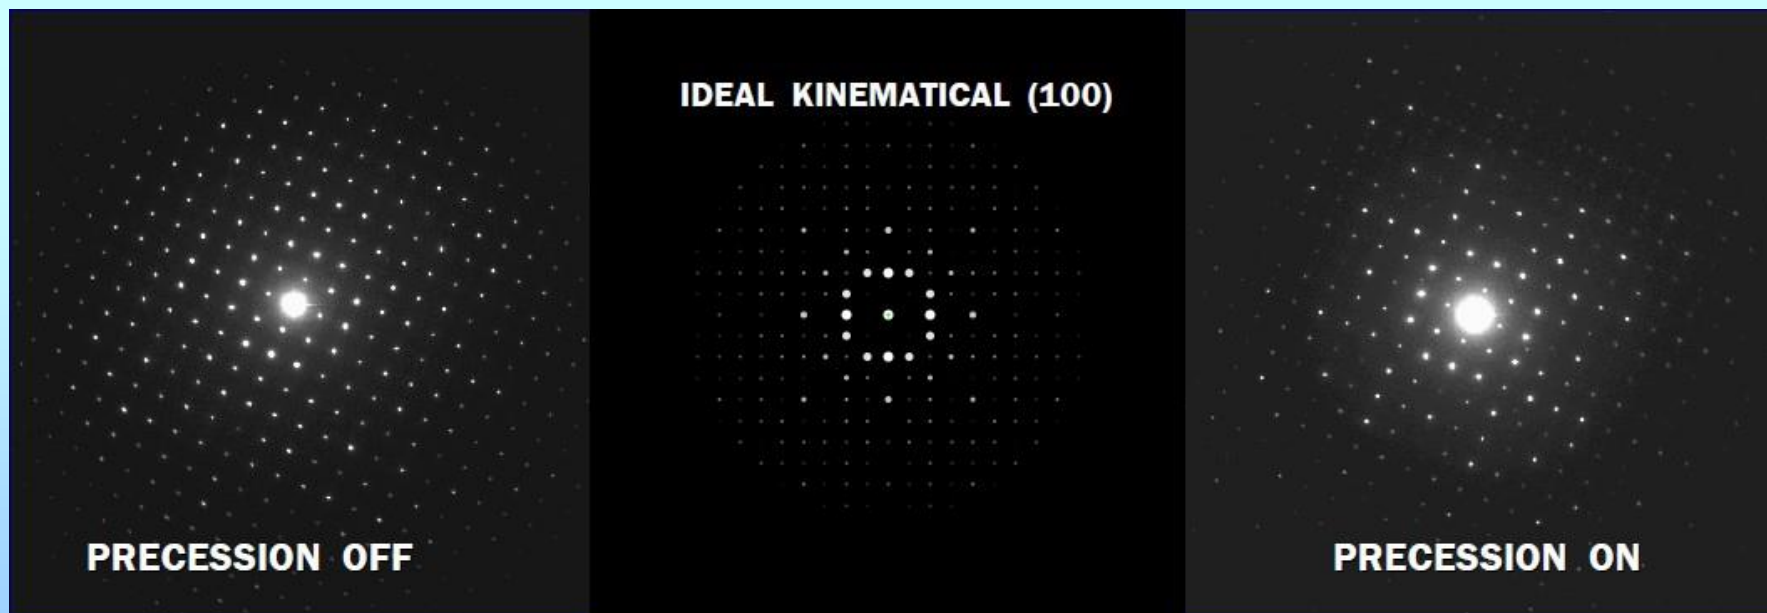 IDEAL KINEMATICAL (100)
PRECESSION OFF
PRECESSION ON